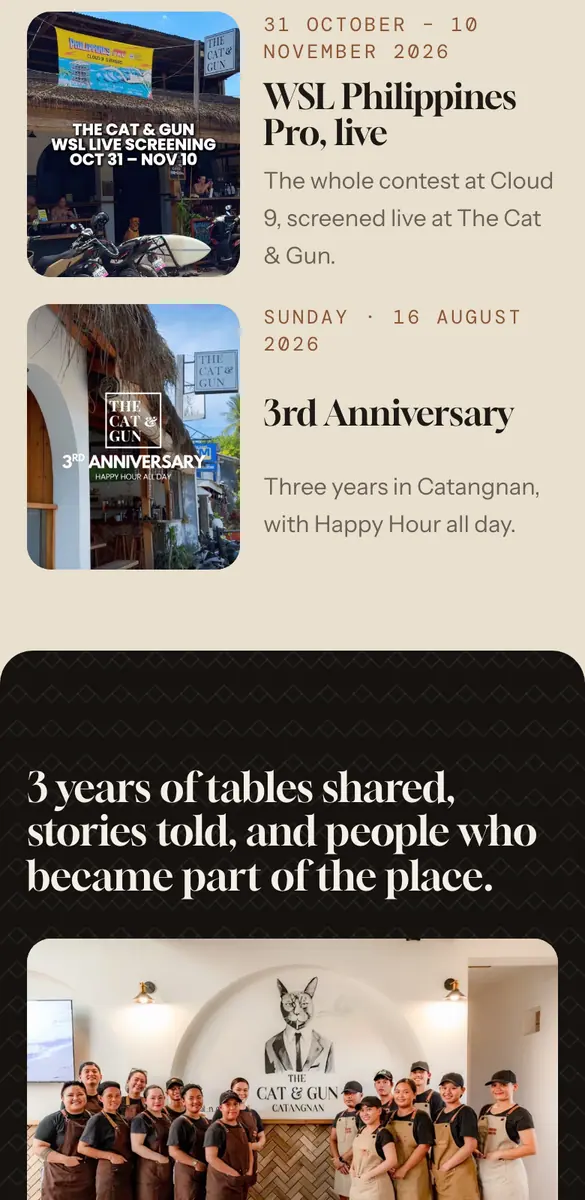 PHILIPPINES PRO
CLOUD 9, SIARGAO
THE
CAT &
GUN
THE CAT & GUN
WSL LIVE SCREENING
OCT 31 – NOV 10
31 OCTOBER – 10
NOVEMBER 2026
WSL Philippines
Pro, live
The whole contest at Cloud
9, screened live at The Cat
& Gun.
THE
CAT &
GUN
THE
CAT &
GUN
3RD ANNIVERSARY
HAPPY HOUR ALL DAY
SUNDAY · 16 AUGUST
2026
3rd Anniversary
Three years in Catangnan,
with Happy Hour all day.
3 years of tables shared,
stories told, and people who
became part of the place.
THE
CAT & GUN
CATANGNAN